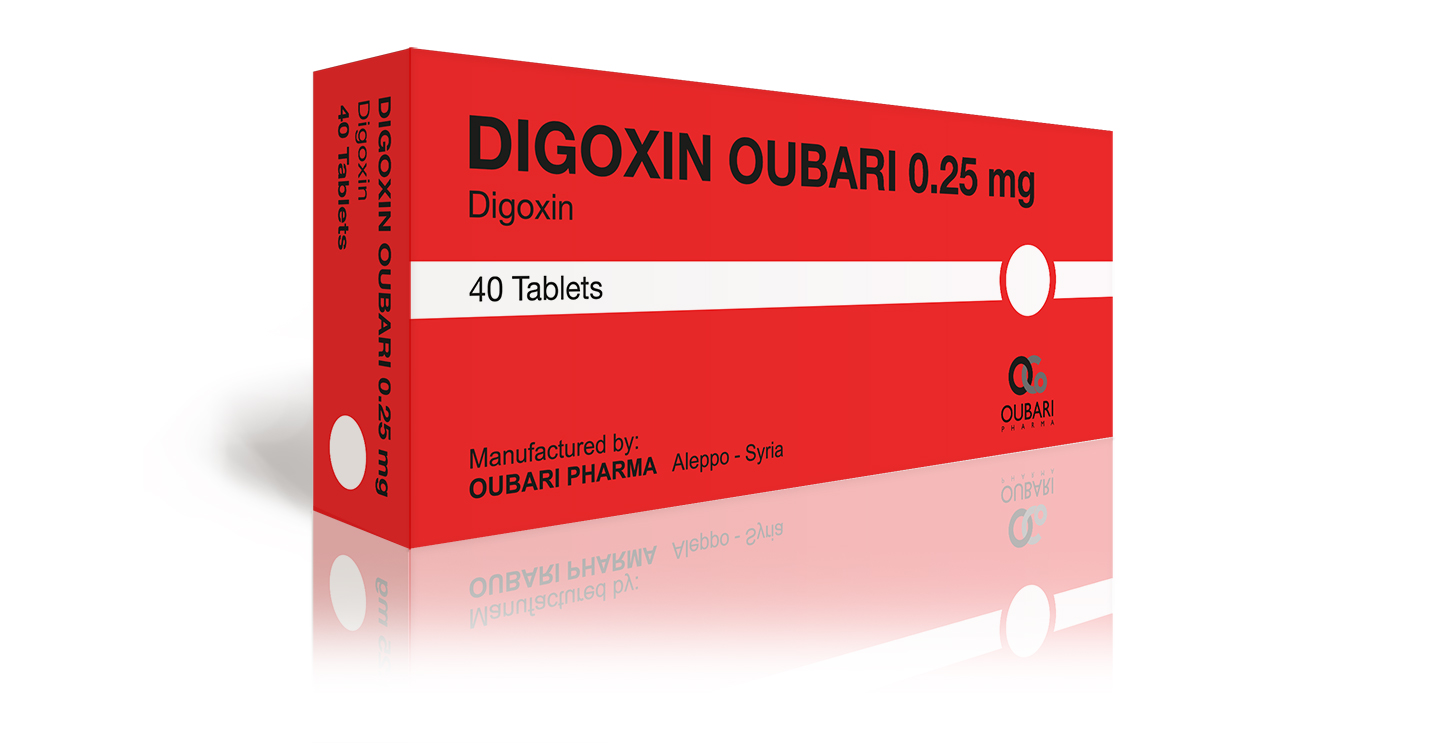 DIGOXIN OUBARI 0.25 mg
Digoxin
40 Tablets
DIGOXIN OUBARI 0.25 mg
Digoxin
40 Tablets
OUBARI
PHARMA
Manufactured by:
OUBARI PHARMA Aleppo - Syria